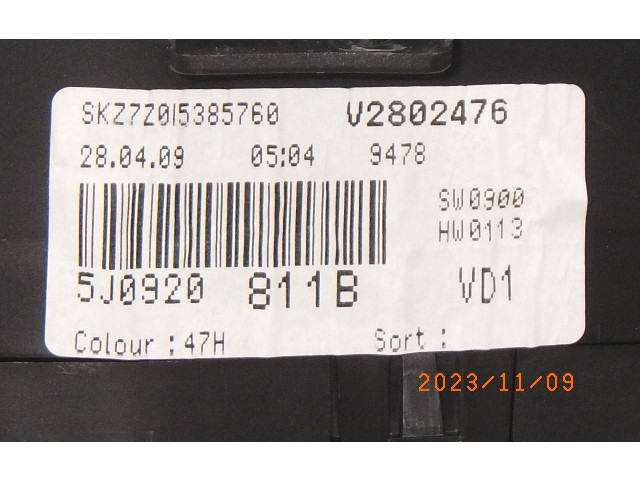 SKZ7Z0I5385760 V2802476
28.04.09 05:04 9478
SW0900
HW0113
5J0920 811B VD1
Colour : 47H Sort :
2023/11/09